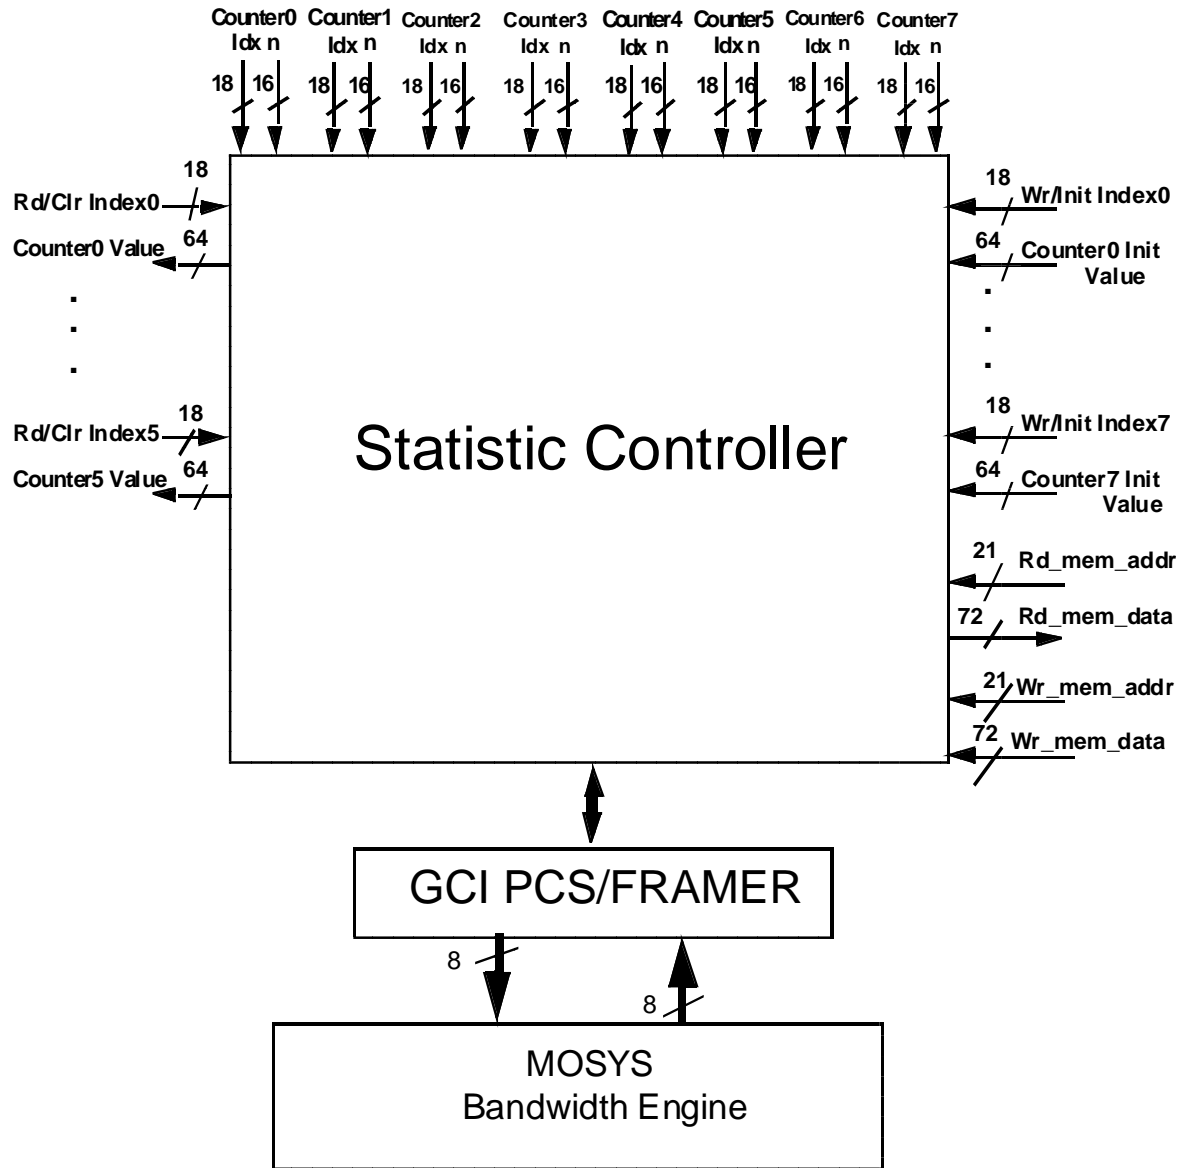 Counter0 Counter1 Counter2 Counter3 Counter4 Counter5 Counter6 Counter7
Idx n Idx n Idx n Idx n Idx n Idx n Idx n Idx n
18 16 18 16 18 16 18 16 18 16 18 16 18 16 18 16
18
Rd/Clr Index0
Counter0 Value 64
.
.
.
18
Rd/Clr Index5
Counter5 Value 64
Statistic Controller
18
Wr/Init Index0
64 Counter0 Init
Value
.
.
.
18
Wr/Init Index7
64 Counter7 Init
Value
21 Rd_mem_addr
72 Rd_mem_data
21 Wr_mem_addr
72 Wr_mem_data
GCI PCS/FRAMER
8
8
MOSYS
Bandwidth Engine